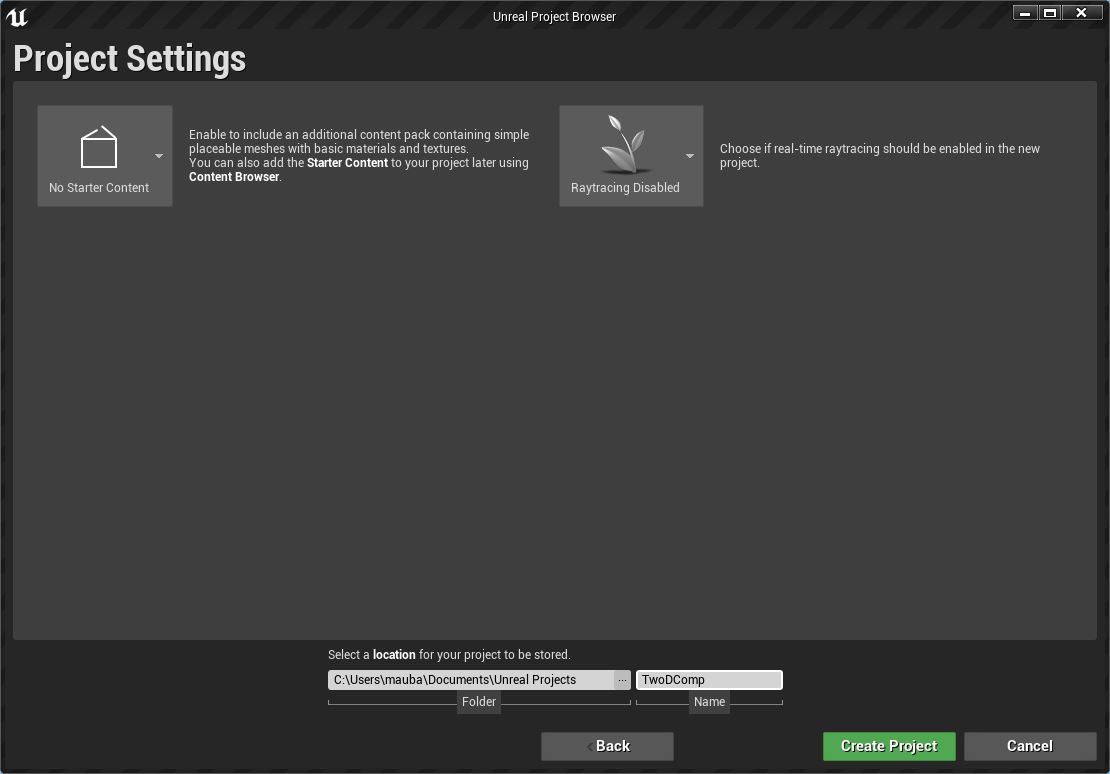 Unreal Project Browser
Project Settings
No Starter Content
Enable to include an additional content pack containing simple
placeable meshes with basic materials and textures.
You can also add the Starter Content to your project later using
Content Browser.
Raytracing Disabled
Choose if real-time raytracing should be enabled in the new
project.
Select a location for your project to be stored.
C:\Users\mauba\Documents\Unreal Projects
...
TwoDComp
Folder
Name
Back
Create Project
Cancel